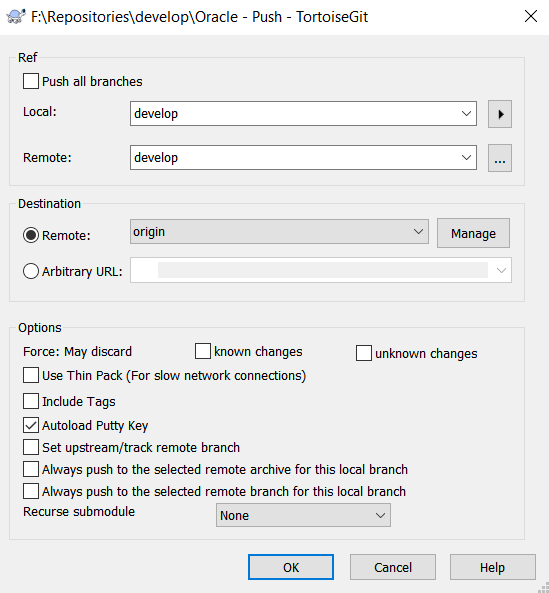 F:\Repositories\develop\Oracle - Push - TortoiseGit
Ref
Push all branches
Local: develop
Remote: develop ...
Destination
Remote: origin Manage
Arbitrary URL:
Options
Force: May discard known changes unknown changes
Use Thin Pack (For slow network connections)
Include Tags
Autoload Putty Key
Set upstream/track remote branch
Always push to the selected remote archive for this local branch
Always push to the selected remote branch for this local branch
Recurse submodule None
OK Cancel Help